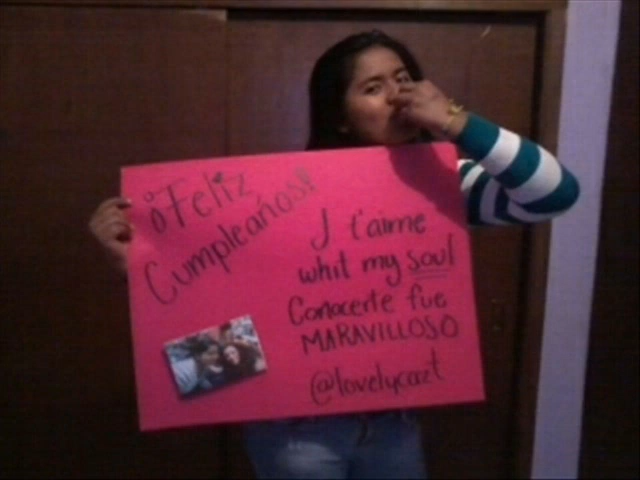 ¡Feliz
Cumpleaños!
J t'aime
whit my soul
Conocerte fue
MARAVILLOSO
@lovelycazt